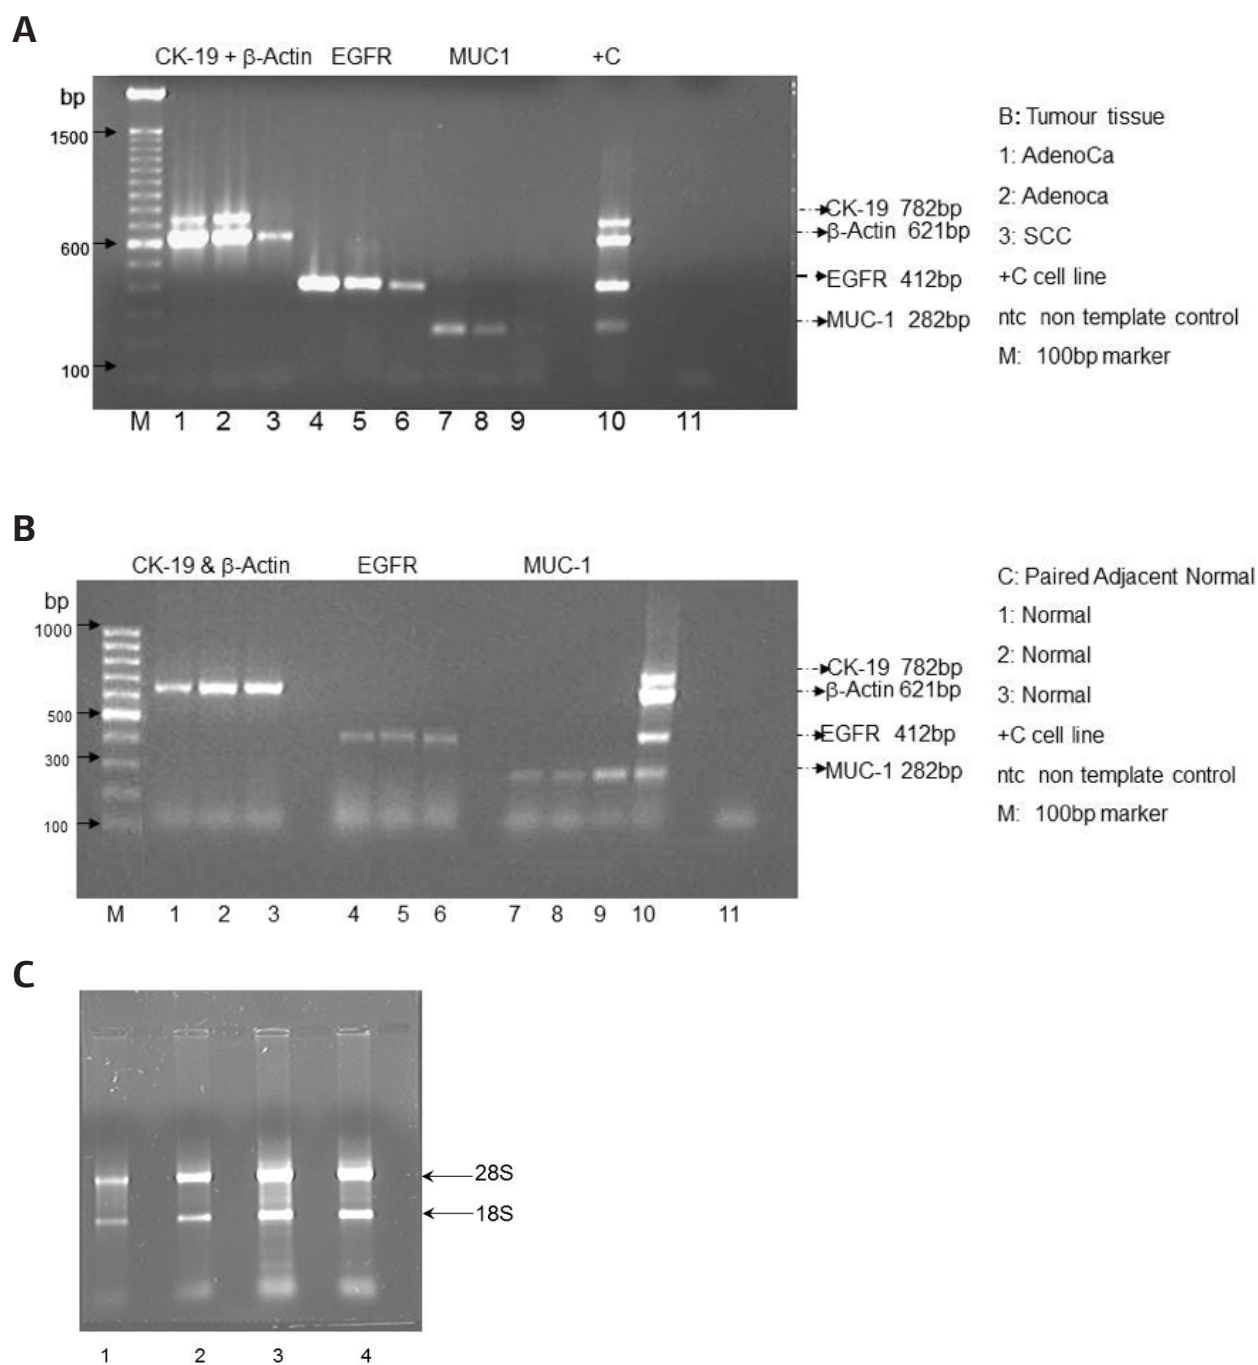 A
CK-19 + β-Actin EGFR MUC1 +C
bp
1500
600
100
CK-19 782bp
β-Actin 621bp
EGFR 412bp
MUC-1 282bp
B: Tumour tissue
1: AdenoCa
2: Adenoca
3: SCC
+C cell line
ntc non template control
M: 100bp marker
M 1 2 3 4 5 6 7 8 9 10 11
B
CK-19 & β-Actin EGFR MUC-1
bp
1000
500
300
100
CK-19 782bp
β-Actin 621bp
EGFR 412bp
MUC-1 282bp
C: Paired Adjacent Normal
1: Normal
2: Normal
3: Normal
+C cell line
ntc non template control
M: 100bp marker
M 1 2 3 4 5 6 7 8 9 10 11
C
28S
18S
1 2 3 4